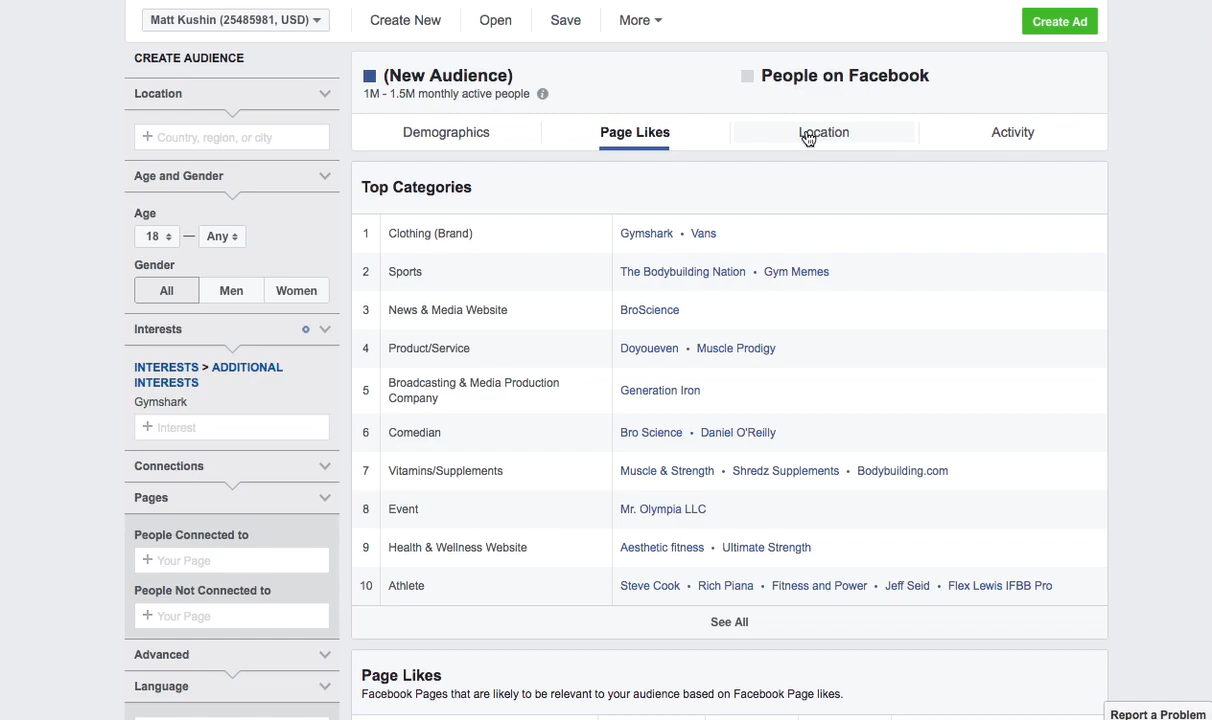 Matt Kushin (25485981, USD)
Create New
Open
Save
More
Create Ad
CREATE AUDIENCE
Location
+ Country, region, or city
Age and Gender
Age
18 — Any
Gender
All Men Women
Interests
INTERESTS > ADDITIONAL
INTERESTS
Gymshark
+ Interest
Connections
Pages
People Connected to
+ Your Page
People Not Connected to
+ Your Page
Advanced
Language
(New Audience)
1M - 1.5M monthly active people
People on Facebook
Demographics Page Likes Location Activity
Top Categories
1 Clothing (Brand) Gymshark • Vans
2 Sports The Bodybuilding Nation • Gym Memes
3 News & Media Website BroScience
4 Product/Service Doyoueven • Muscle Prodigy
5 Broadcasting & Media Production
Company Generation Iron
6 Comedian Bro Science • Daniel O'Reilly
7 Vitamins/Supplements Muscle & Strength • Shredz Supplements • Bodybuilding.com
8 Event Mr. Olympia LLC
9 Health & Wellness Website Aesthetic fitness • Ultimate Strength
10 Athlete Steve Cook • Rich Piana • Fitness and Power • Jeff Seid • Flex Lewis IFBB Pro
See All
Page Likes
Facebook Pages that are likely to be relevant to your audience based on Facebook Page likes.
Report a Problem